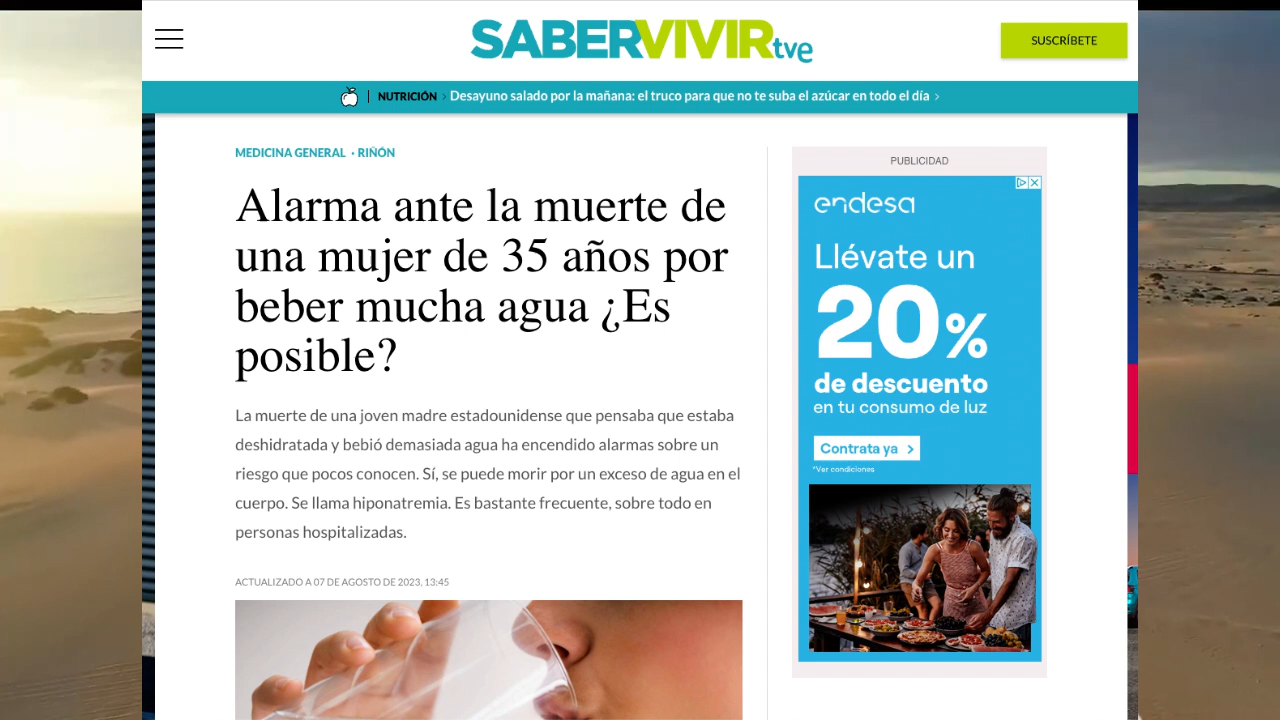 SABERVIVIRtve
SUSCRÍBETE
NUTRICIÓN > Desayuno salado por la mañana: el truco para que no te suba el azúcar en todo el día >
MEDICINA GENERAL · RIÑÓN
Alarma ante la muerte de
una mujer de 35 años por
beber mucha agua ¿Es
posible?
La muerte de una joven madre estadounidense que pensaba que estaba
deshidratada y bebió demasiada agua ha encendido alarmas sobre un
riesgo que pocos conocen. Sí, se puede morir por un exceso de agua en el
cuerpo. Se llama hiponatremia. Es bastante frecuente, sobre todo en
personas hospitalizadas.
ACTUALIZADO A 07 DE AGOSTO DE 2023, 13:45
PUBLICIDAD
endesa
Llévate un
20%
de descuento
en tu consumo de luz
Contrata ya >
*Ver condiciones